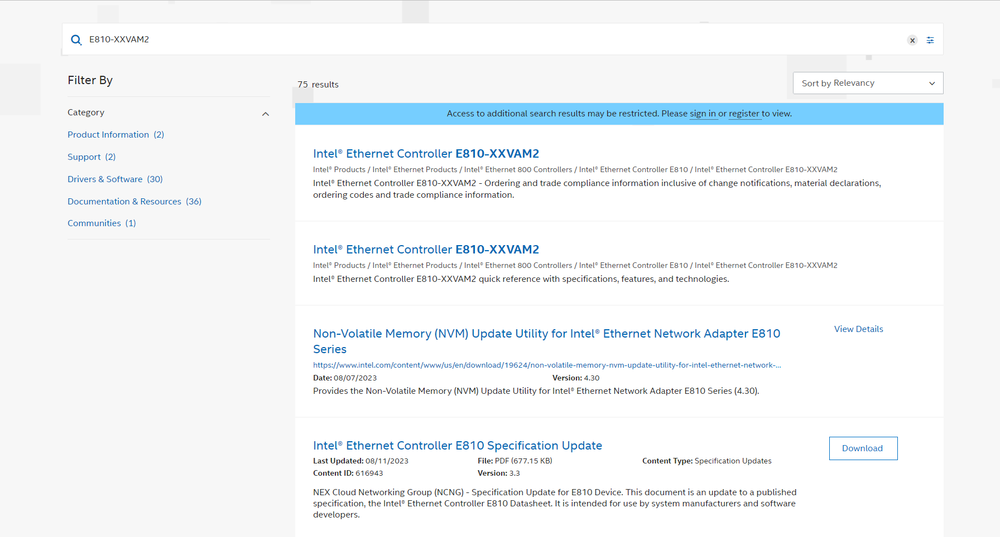 E810-XXVAM2
x
Filter By
Category
Product Information (2)
Support (2)
Drivers & Software (30)
Documentation & Resources (36)
Communities (1)
75 results
Sort by Relevancy
Access to additional search results may be restricted. Please sign in or register to view.
Intel® Ethernet Controller E810-XXVAM2
Intel® Products / Intel® Ethernet Products / Intel® Ethernet 800 Controllers / Intel® Ethernet Controller E810 / Intel® Ethernet Controller E810-XXVAM2
Intel® Ethernet Controller E810-XXVAM2 - Ordering and trade compliance information inclusive of change notifications, material declarations,
ordering codes and trade compliance information.
Intel® Ethernet Controller E810-XXVAM2
Intel® Products / Intel® Ethernet Products / Intel® Ethernet 800 Controllers / Intel® Ethernet Controller E810 / Intel® Ethernet Controller E810-XXVAM2
Intel® Ethernet Controller E810-XXVAM2 quick reference with specifications, features, and technologies.
Non-Volatile Memory (NVM) Update Utility for Intel® Ethernet Network Adapter E810
Series
View Details
https://www.intel.com/content/www/us/en/download/19624/non-volatile-memory-nvm-update-utility-for-intel-ethernet-network-...
Date: 08/07/2023 Version: 4.30
Provides the Non-Volatile Memory (NVM) Update Utility for Intel® Ethernet Network Adapter E810 Series (4.30).
Intel® Ethernet Controller E810 Specification Update
Download
Last Updated: 08/11/2023 File: PDF (677.15 KB) Content Type: Specification Updates
Content ID: 616943 Version: 3.3
NEX Cloud Networking Group (NCNG) - Specification Update for E810 Device. This document is an update to a published
specification, the Intel® Ethernet Controller E810 Datasheet. It is intended for use by system manufacturers and software
developers.